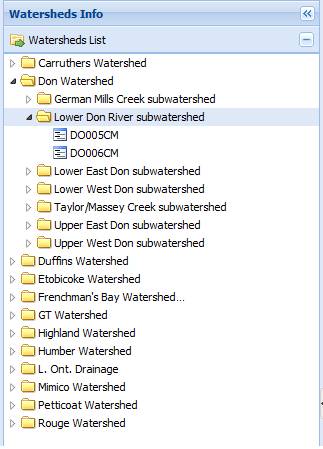 Watersheds Info
Watersheds List
Carruthers Watershed
Don Watershed
German Mills Creek subwatershed
Lower Don River subwatershed
DO005CM
DO006CM
Lower East Don subwatershed
Lower West Don subwatershed
Taylor/Massey Creek subwatershed
Upper East Don subwatershed
Upper West Don subwatershed
Duffins Watershed
Etobicoke Watershed
Frenchman's Bay Watershed...
GT Watershed
Highland Watershed
Humber Watershed
L. Ont. Drainage
Mimico Watershed
Petticoat Watershed
Rouge Watershed